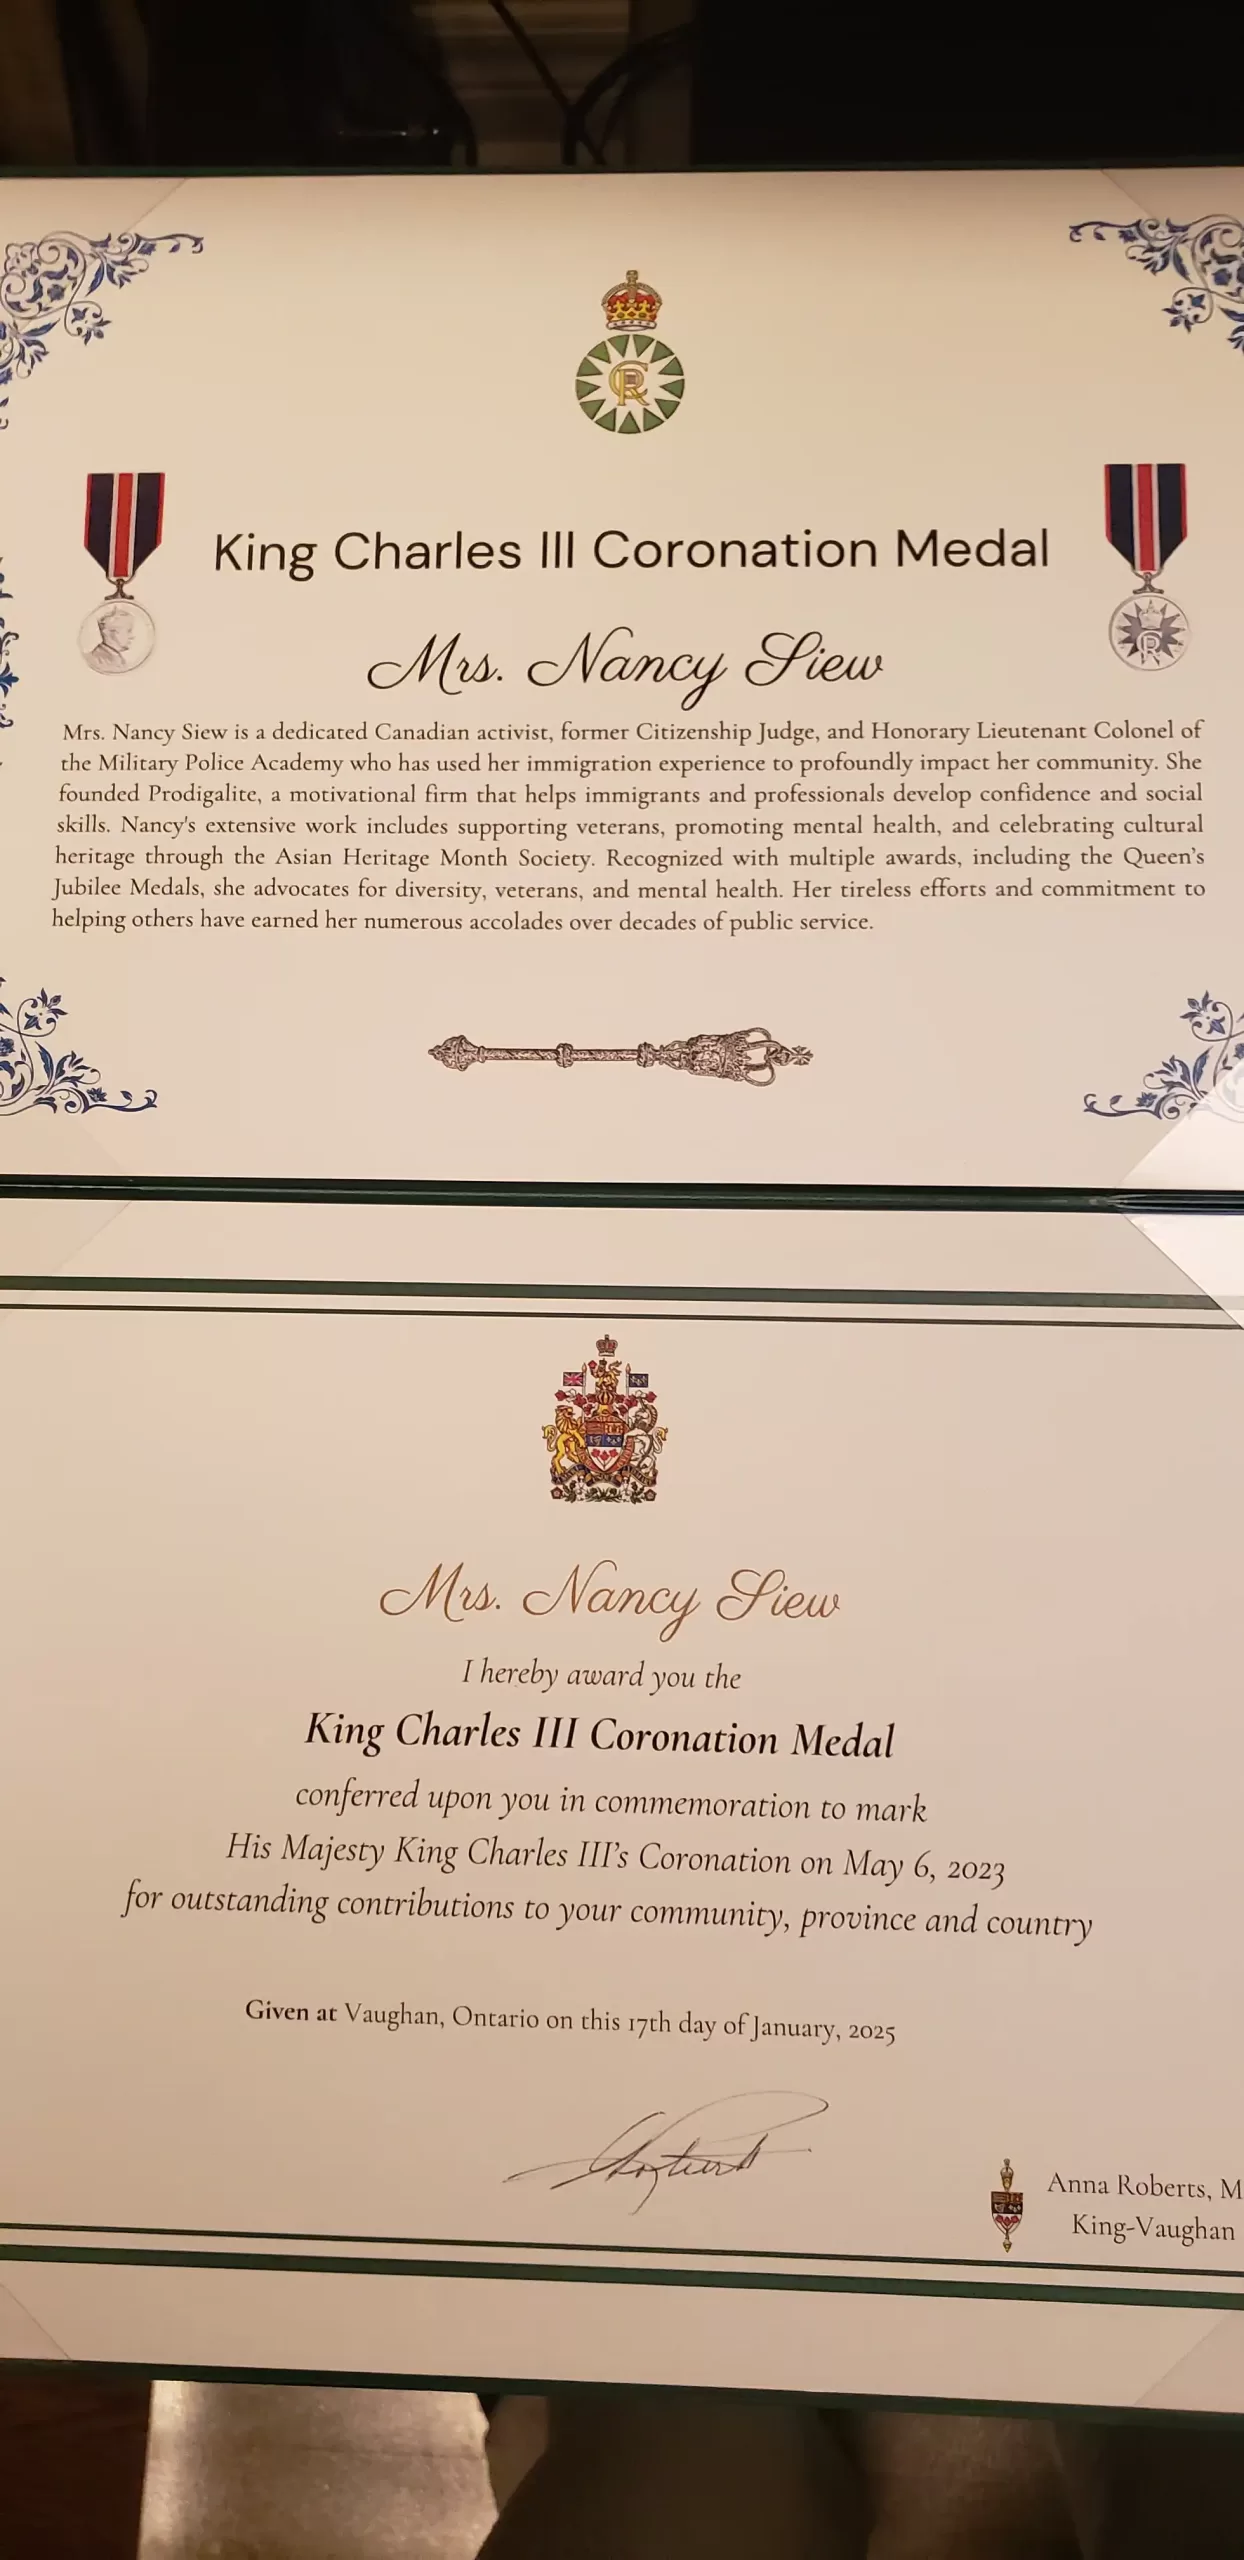 King Charles III Coronation Medal
Mrs. Nancy Siew
Mrs. Nancy Siew is a dedicated Canadian activist, former Citizenship Judge, and Honorary Lieutenant Colonel of
the Military Police Academy who has used her immigration experience to profoundly impact her community. She
founded Prodigalite, a motivational firm that helps immigrants and professionals develop confidence and social
skills. Nancy's extensive work includes supporting veterans, promoting mental health, and celebrating cultural
heritage through the Asian Heritage Month Society. Recognized with multiple awards, including the Queen's
Jubilee Medals, she advocates for diversity, veterans, and mental health. Her tireless efforts and commitment to
helping others have earned her numerous accolades over decades of public service.
Mrs. Nancy Siew
I hereby award you the
King Charles III Coronation Medal
conferred upon you in commemoration to mark
His Majesty King Charles III's Coronation on May 6, 2023
for outstanding contributions to your community, province and country
Given at Vaughan, Ontario on this 17th day of January, 2025
Anna Roberts, M
King-Vaughan